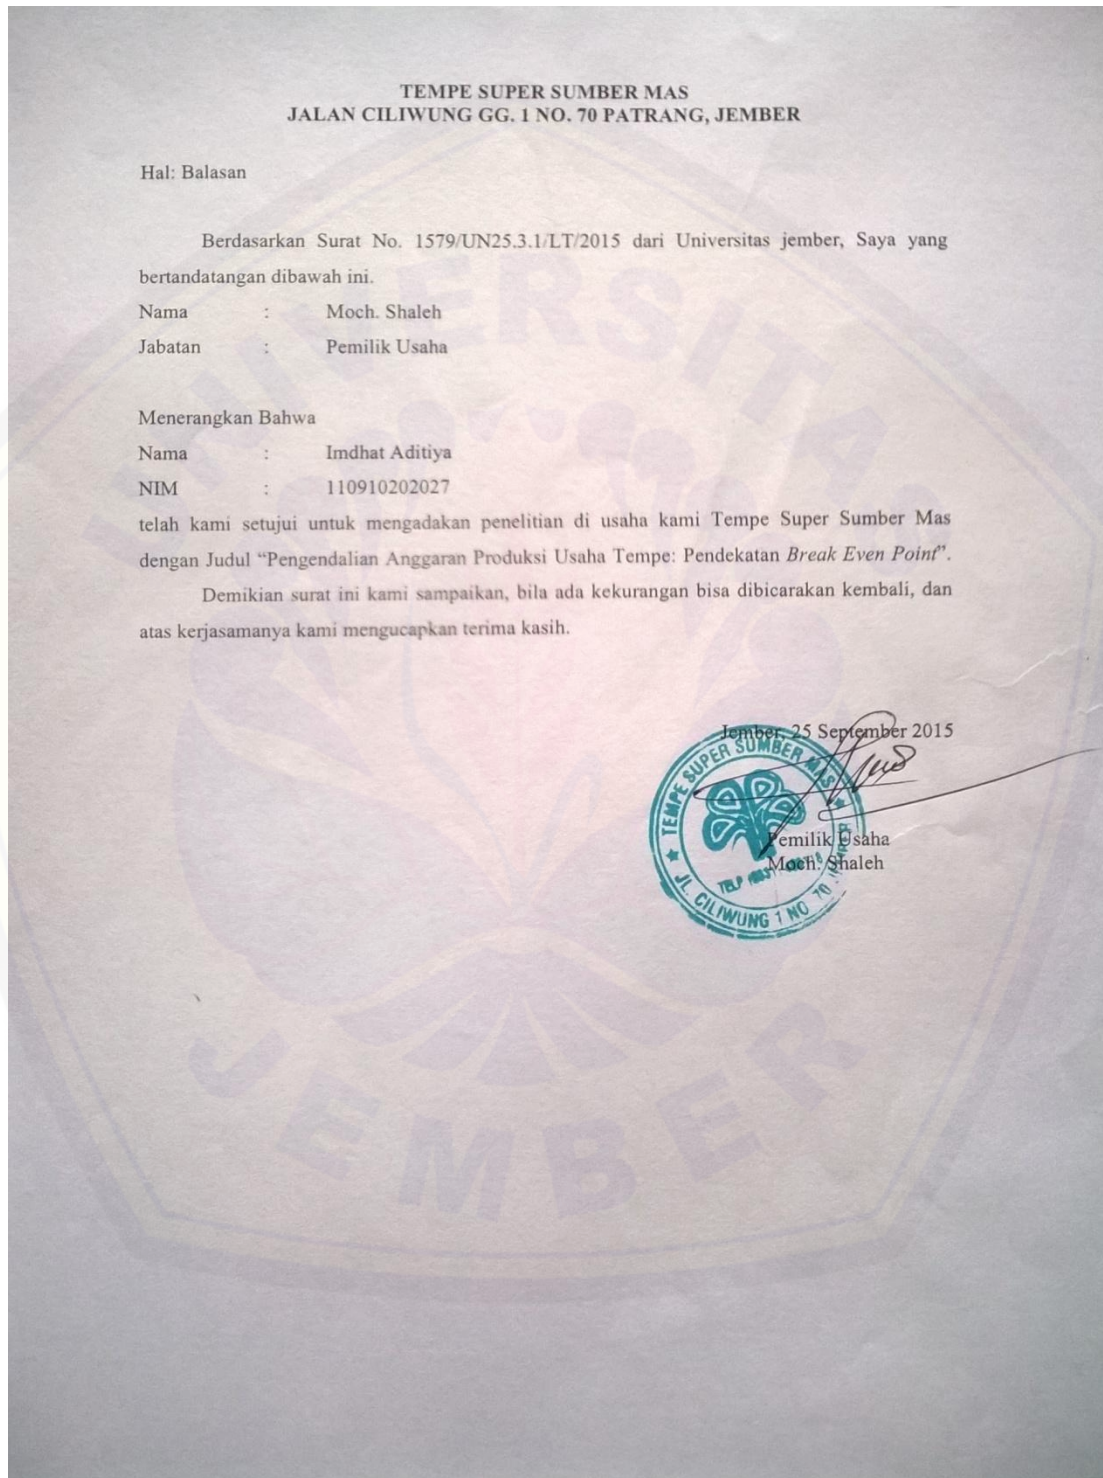 TEMPE SUPER SUMBER MAS
JALAN CILIWUNG GG. 1 NO. 70 PATRANG, JEMBER
Hal: Balasan
Berdasarkan Surat No. 1579/UN25.3.1/LT/2015 dari Universitas jember, Saya yang
bertandatangan dibawah ini.
Nama : Moch. Shaleh
Jabatan : Pemilik Usaha
Menerangkan Bahwa
Nama : Imdhat Aditiya
NIM : 110910202027
telah kami setujui untuk mengadakan penelitian di usaha kami Tempe Super Sumber Mas
dengan Judul “Pengendalian Anggaran Produksi Usaha Tempe: Pendekatan Break Even Point”.
Demikian surat ini kami sampaikan, bila ada kekurangan bisa dibicarakan kembali, dan
atas kerjasamanya kami mengucapkan terima kasih.
Jember, 25 September 2015
TEMPE SUPER SUMBER MAS
Pemilik Usaha
Moch. Shaleh
TELP
JL. CILIWUNG 1 NO 70
UNIVERSITAS
JEMBER